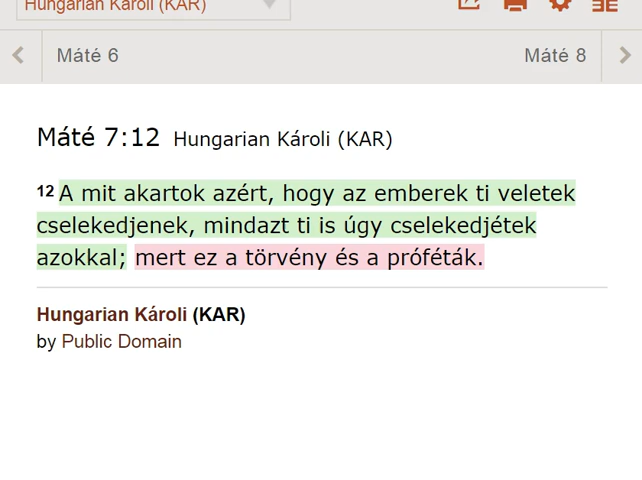 Hungarian Károli (KAR)
Máté 6
Máté 8
Máté 7:12 Hungarian Károli (KAR)
12 A mit akartok azért, hogy az emberek ti veletek
cselekedjenek, mindazt ti is úgy cselekedjétek
azokkal; mert ez a törvény és a próféták.
Hungarian Károli (KAR)
by Public Domain